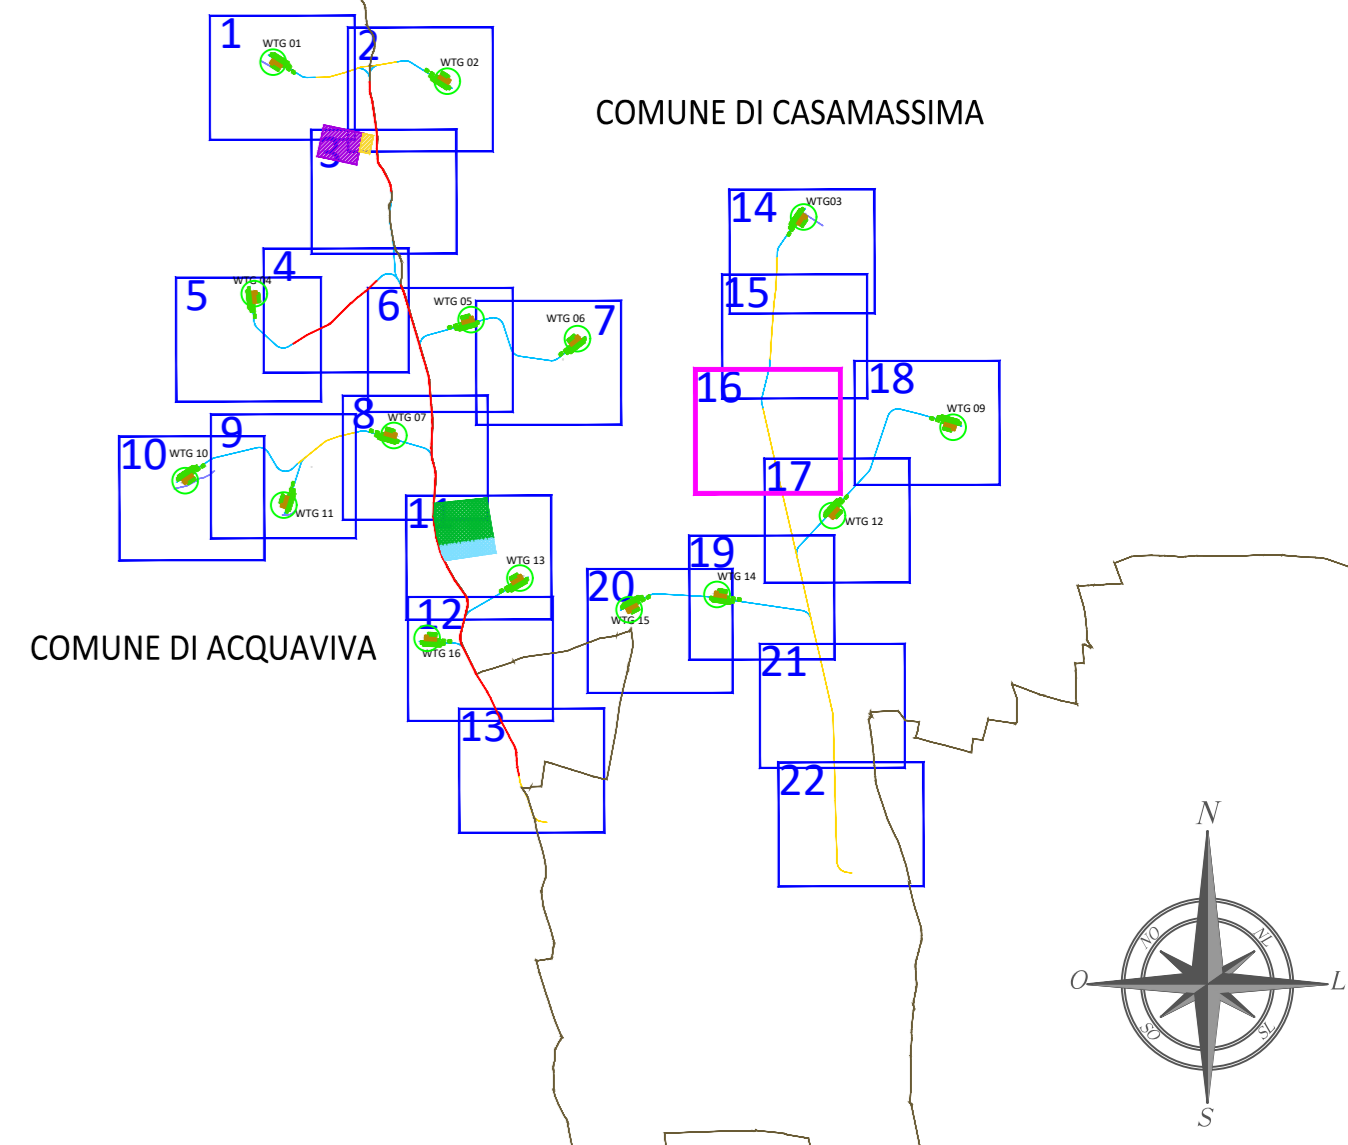 1
WTG 01
2
WTG 02
COMUNE DI CASAMASSIMA
3
14
WTG03
4
WTG 04
5
15
6
WTG 05
7
WTG 06
16
18
WTG 09
8
WTG 07
9
10
WTG 10
WTG 11
17
WTG 12
11
WTG 13
19
WTG 14
20
WTG 15
12
WTG 16
COMUNE DI ACQUAVIVA
21
13
22
N
NO
NL
O
L
SO
SL
S